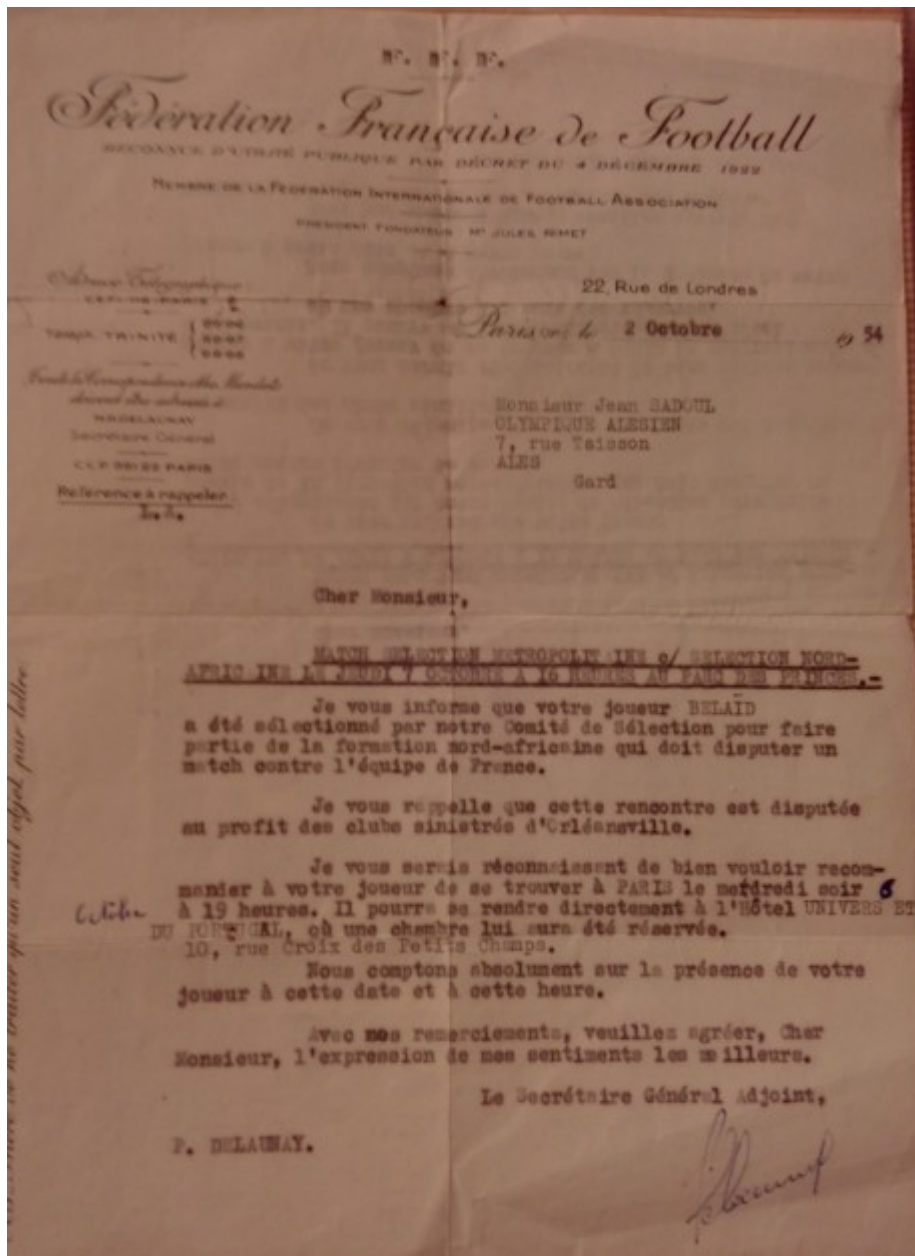 Fédération Française de Football
RECONNUE D'UTILITÉ PUBLIQUE PAR DÉCRET DU 4 DÉCEMBRE 1922
MEMBRE DE LA FÉDÉRATION INTERNATIONALE DE FOOTBALL ASSOCIATION
PRÉSIDENT FONDATEUR Mr JULES RIMET
22, Rue de Londres
Paris le 2 Octobre 19 54
TRINITÉ
Secrétaire Général
PARIS
Référence à rappeler
Monsieur Jean SADOUL
OLYMPIQUE ALESIEN
7, rue Taisson
ALES
Gard
Cher Monsieur,
MATCH SELECTION METROPOLITAINE c/ SELECTION NORD-
AFRIC INE LE JEUDI 7 OCTOBRE A 16 HEURES AU PARC DES PRINCES.-
Je vous informe que votre joueur BELAÏD
a été sélectionné par notre Comité de Sélection pour faire
partie de la formation nord-africaine qui doit disputer un
match contre l'équipe de France.
Je vous rappelle que cette rencontre est disputée
au profit des clubs sinistrés d'Orléansville.
Je vous serais réconnaissant de bien vouloir recom-
mander à votre joueur de se trouver à PARIS le mercredi soir 6
Octobre à 19 heures. Il pourra se rendre directement à l'Hôtel UNIVERS ET
DU PORTUGAL, où une chambre lui aura été réservée.
10, rue Croix des Petits Champs.
Nous comptons absolument sur la présence de votre
joueur à cette date et à cette heure.
Avec mes remerciements, veuillez agréer, Cher
Monsieur, l'expression de mes sentiments les meilleurs.
Le Secrétaire Général Adjoint,
P. DELAUNAY.